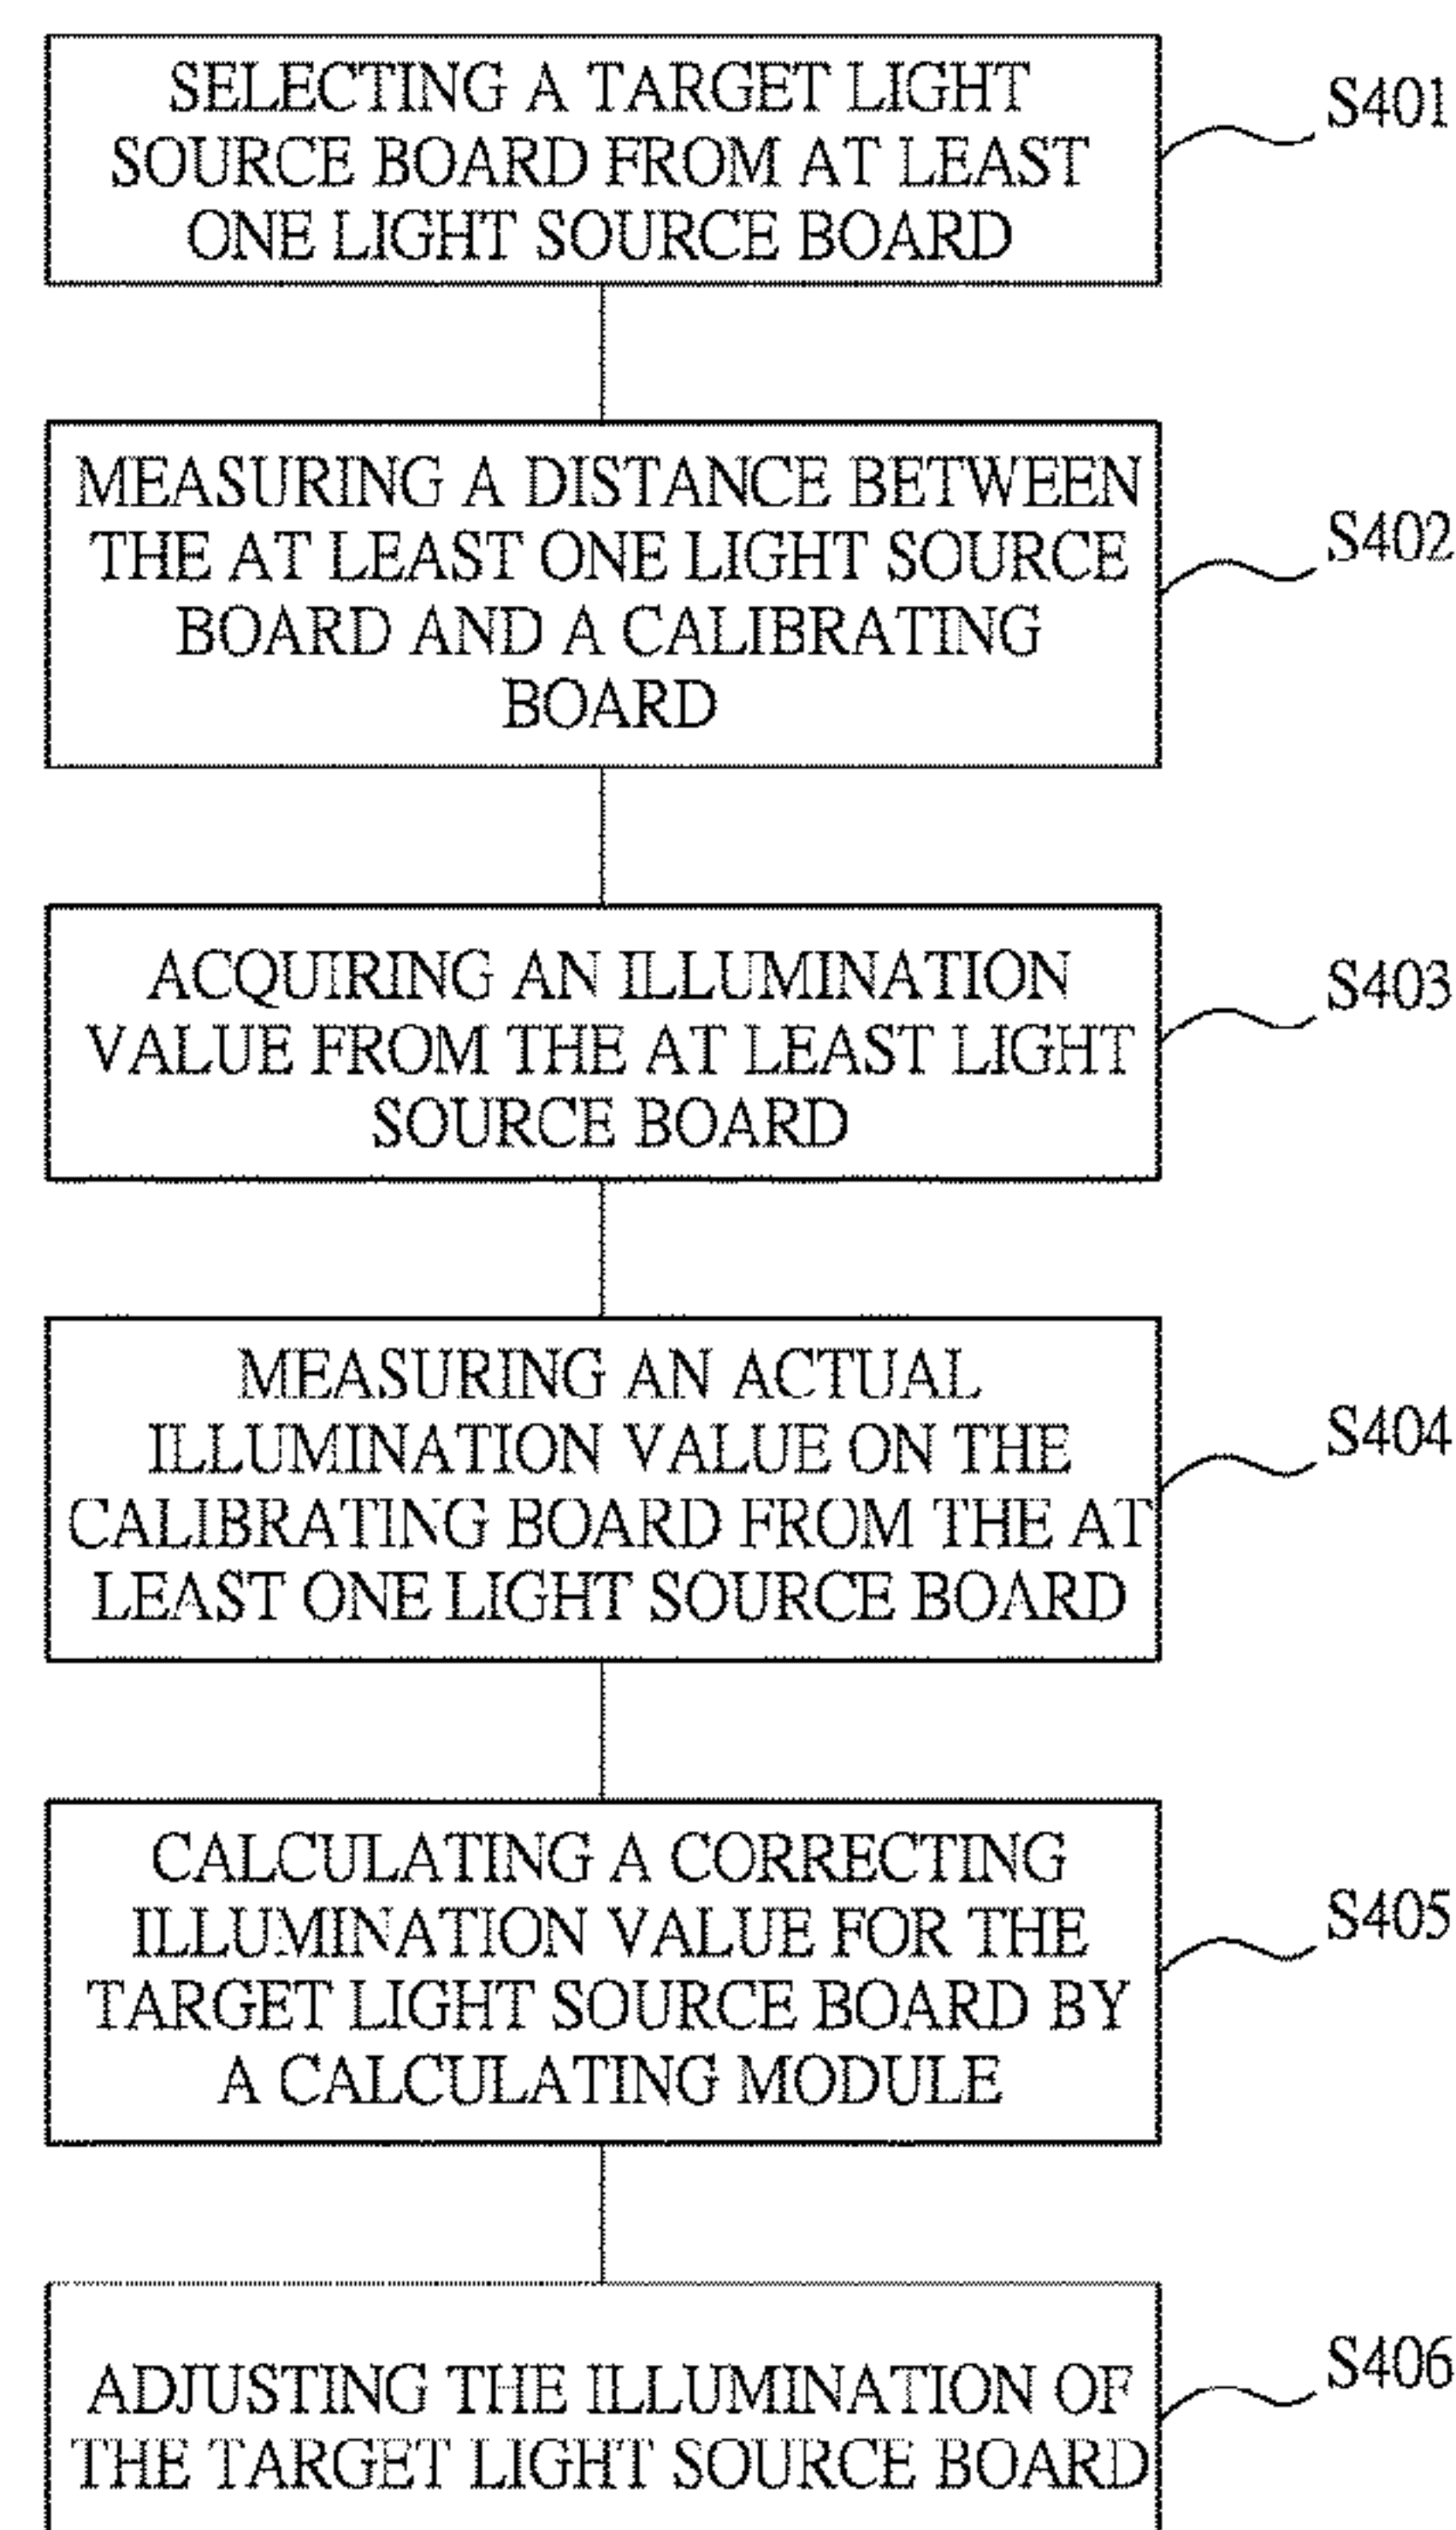 SELECTING A TARGET LIGHT
SOURCE BOARD FROM AT LEAST
ONE LIGHT SOURCE BOARD
S401
MEASURING A DISTANCE BETWEEN
THE AT LEAST ONE LIGHT SOURCE
BOARD AND A CALIBRATING
BOARD
S402
ACQUIRING AN ILLUMINATION
VALUE FROM THE AT LEAST LIGHT
SOURCE BOARD
S403
MEASURING AN ACTUAL
ILLUMINATION VALUE ON THE
CALIBRATING BOARD FROM THE AT
LEAST ONE LIGHT SOURCE BOARD
S404
CALCULATING A CORRECTING
ILLUMINATION VALUE FOR THE
TARGET LIGHT SOURCE BOARD BY
A CALCULATING MODULE
S405
ADJUSTING THE ILLUMINATION OF
THE TARGET LIGHT SOURCE BOARD
S406